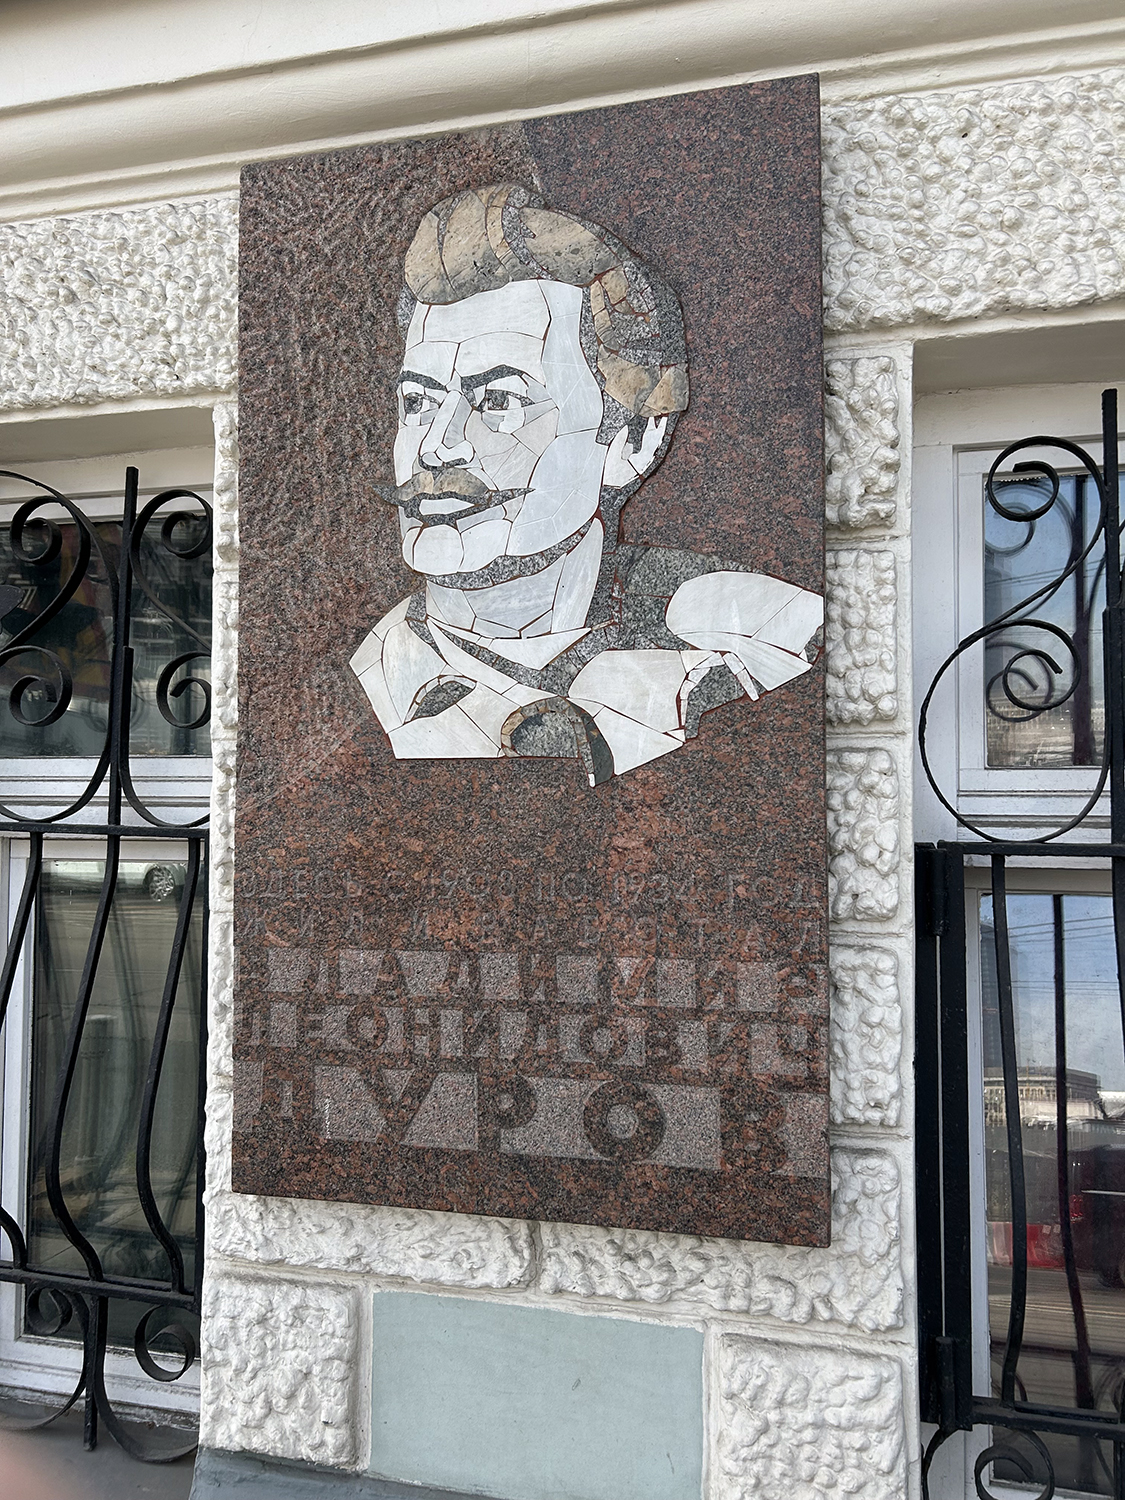 ЗДЕСЬ С 1908 ПО 1934 ГОД
ЖИЛ И РАБОТАЛ
ВЛАДИМИР
ЛЕОНИДОВИЧ
ДУРОВ